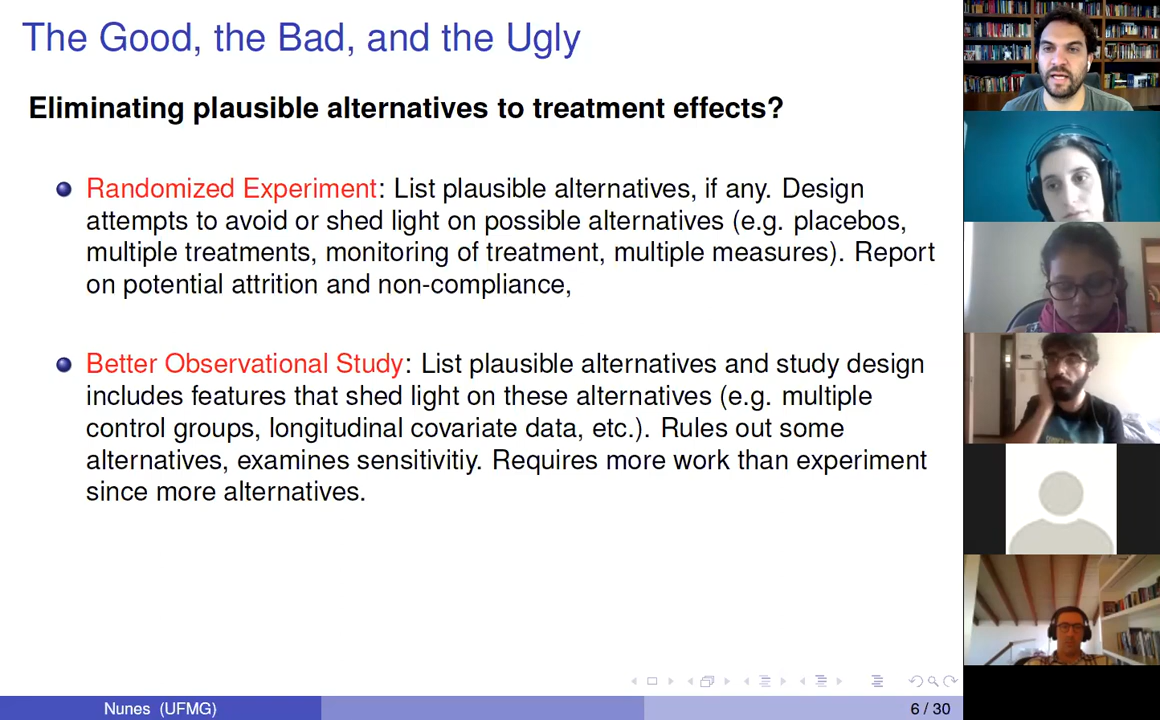 The Good, the Bad, and the Ugly
Eliminating plausible alternatives to treatment effects?
Randomized Experiment: List plausible alternatives, if any. Design
attempts to avoid or shed light on possible alternatives (e.g. placebos,
multiple treatments, monitoring of treatment, multiple measures). Report
on potential attrition and non-compliance,
Better Observational Study: List plausible alternatives and study design
includes features that shed light on these alternatives (e.g. multiple
control groups, longitudinal covariate data, etc.). Rules out some
alternatives, examines sensitivitiy. Requires more work than experiment
since more alternatives.
Nunes (UFMG)
6 / 30